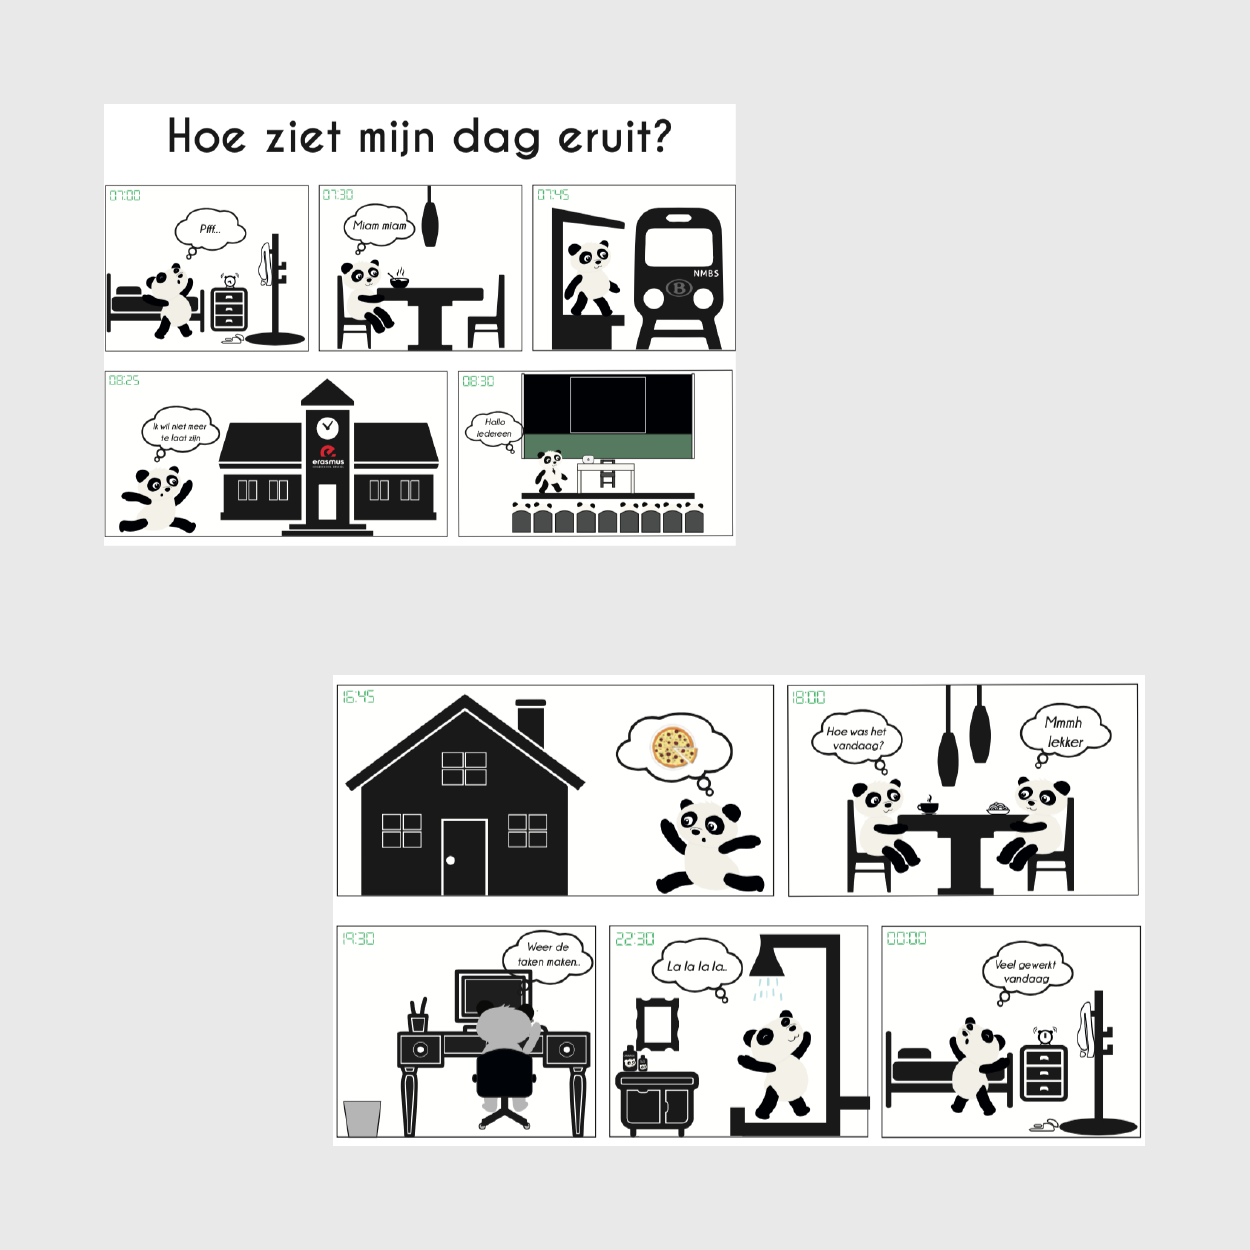 Hoe ziet mijn dag eruit?
07:00
Pfff...
07:30
Miam miam
07:45
NMBS
B
08:25
Ik wil niet meer
te laat zijn
erasmus
08:30
Hallo
iedereen
16:45
18:00
Hoe was het
vandaag?
Mmmh
lekker
19:30
Weer de
taken maken..
22:30
La la la la..
00:00
Veel gewerkt
vandaag